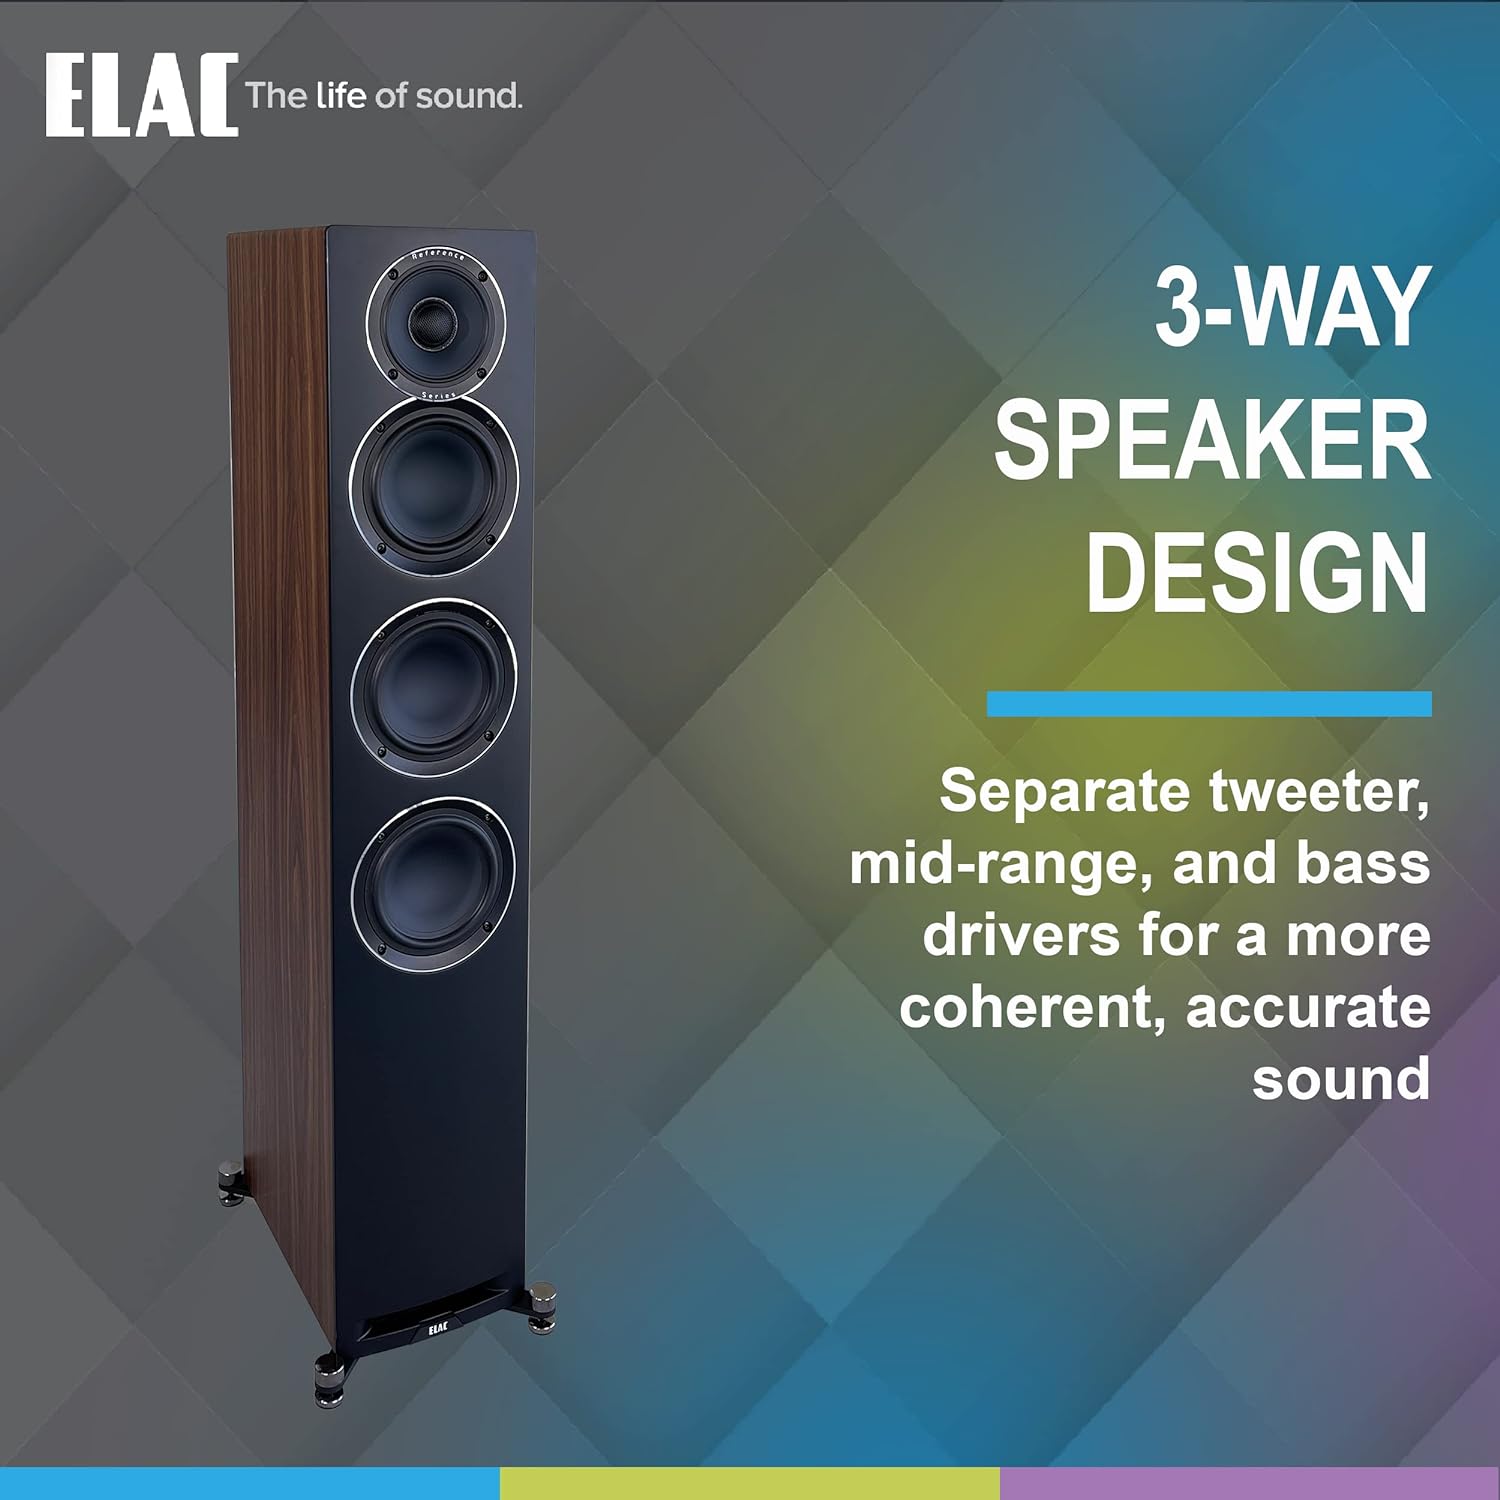 ELAC The life of sound.
Reference
Series
3-WAY
SPEAKER
DESIGN
Separate tweeter,
mid-range, and bass
drivers for a more
coherent, accurate
sound
ELAC